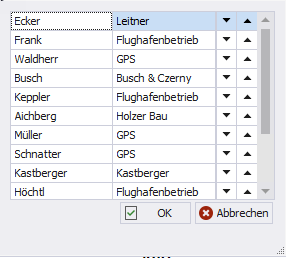 Ecker Leitner
Frank Flughafenbetrieb
Waldherr GPS
Busch Busch & Czerny
Keppler Flughafenbetrieb
Aichberg Holzer Bau
Müller GPS
Schnatter GPS
Kastberger Kastberger
Höchtl Flughafenbetrieb
OK Abbrechen